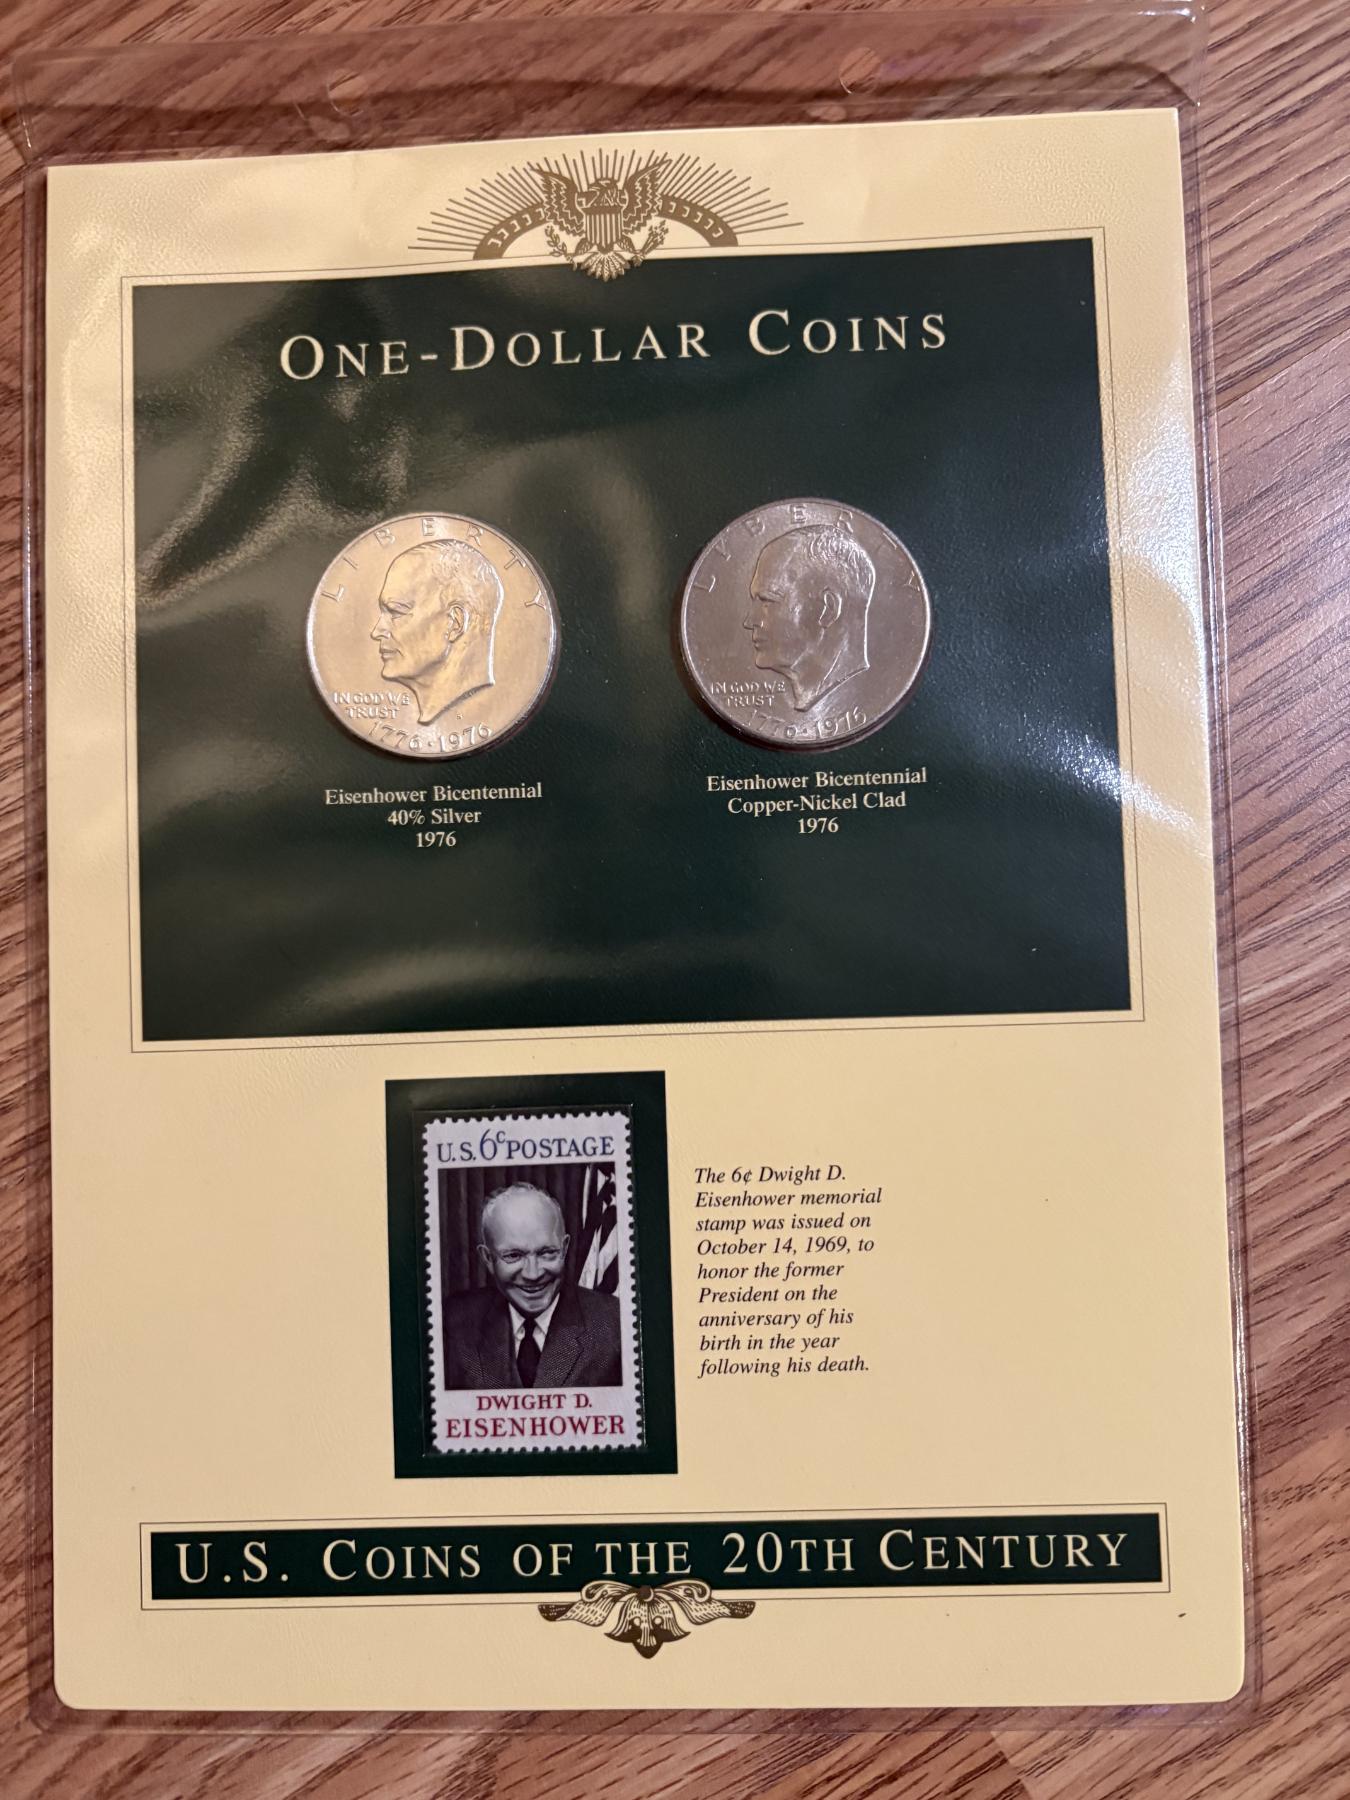 ONE-DOLLAR COINS
LIBERTY
IN GOD WE
TRUST
1776·1976
LIBERTY
IN GOD WE
TRUST
1776·1976
Eisenhower Bicentennial
40% Silver
1976
Eisenhower Bicentennial
Copper-Nickel Clad
1976
U.S. 6c POSTAGE
DWIGHT D.
EISENHOWER
The 6¢ Dwight D.
Eisenhower memorial
stamp was issued on
October 14, 1969, to
honor the former
President on the
anniversary of his
birth in the year
following his death.
U.S. COINS OF THE 20TH CENTURY